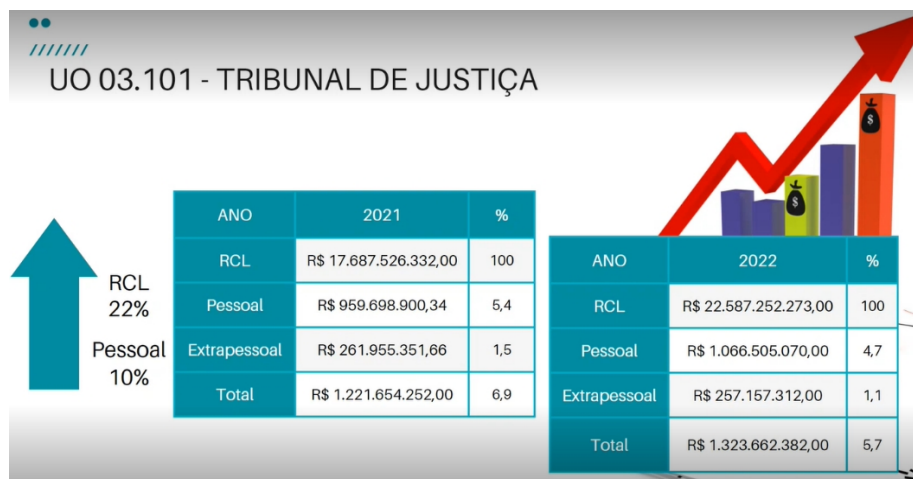 UO 03.101 - TRIBUNAL DE JUSTIÇA
RCL
22%
Pessoal
10%
ANO 2021 %
RCL R$ 17.687.526.332,00 100
Pessoal R$ 959.698.900,34 5,4
Extrapessoal R$ 261.955.351,66 1,5
Total R$ 1.221.654.252,00 6,9
$
$
ANO 2022 %
RCL R$ 22.587.252.273,00 100
Pessoal R$ 1.066.505.070,00 4,7
Extrapessoal R$ 257.157.312,00 1,1
Total R$ 1.323.662.382,00 5,7